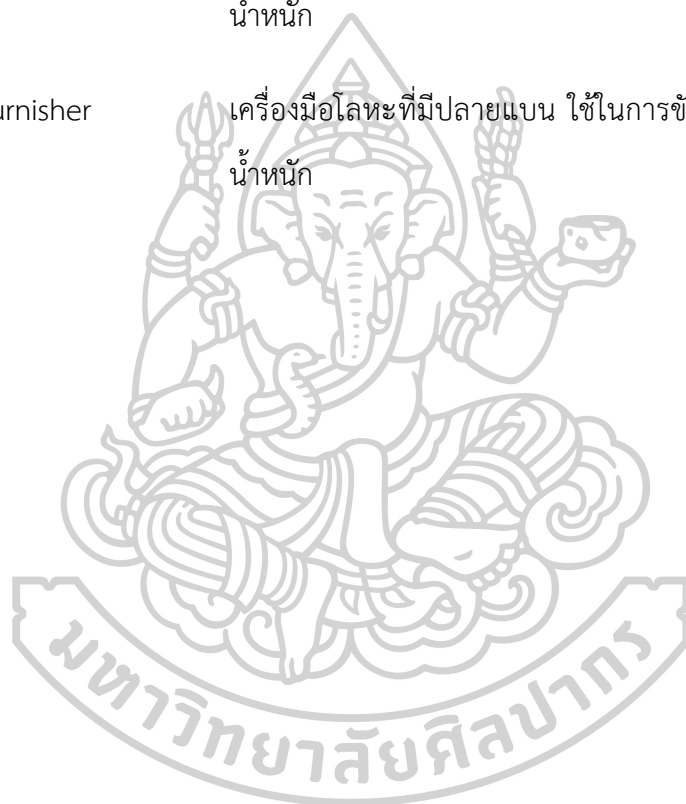 น้ำหนัก
urnisher เครื่องมือโลหะที่มีปลายแบน ใช้ในการขั
น้ำหนัก
มหาวิทยาลัยศิลปากร